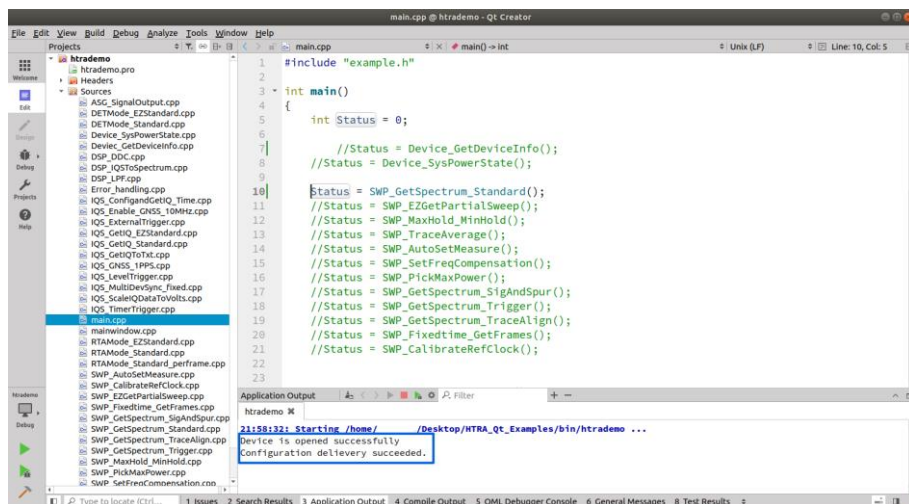 main.cpp @ htrademo - Qt Creator
File Edit View Build Debug Analyze Tools Window Help
Projects
main.cpp
main() -> int
Unix (LF)
Line: 10, Col: 5
Welcome
Edit
Design
Debug
Projects
Help
htrademo
Debug
htrademo
htrademo.pro
Headers
Sources
ASG_SignalOutput.cpp
DETMode_EZStandard.cpp
DETMode_Standard.cpp
Device_SysPowerState.cpp
Deviec_GetDeviceInfo.cpp
DSP_DDC.cpp
DSP_IQSToSpectrum.cpp
DSP_LPF.cpp
Error_handling.cpp
IQS_ConfigandGetIQ_Time.cpp
IQS_Enable_GNSS_10MHz.cpp
IQS_ExternalTrigger.cpp
IQS_GetIQ_EZStandard.cpp
IQS_GetIQ_Standard.cpp
IQS_GetIQToTxt.cpp
IQS_GNSS_1PPS.cpp
IQS_LevelTrigger.cpp
IQS_MultiDevSync_fixed.cpp
IQS_ScaleIQDataToVolts.cpp
IQS_TimerTrigger.cpp
main.cpp
mainwindow.cpp
RTAMode_EZStandard.cpp
RTAMode_Standard.cpp
RTAMode_Standard_perframe.cpp
SWP_AutoSetMeasure.cpp
SWP_CalibrateRefClock.cpp
SWP_EZGetPartialSweep.cpp
SWP_Fixedtime_GetFrames.cpp
SWP_GetSpectrum_SigAndSpur.cpp
SWP_GetSpectrum_Standard.cpp
SWP_GetSpectrum_TraceAlign.cpp
SWP_GetSpectrum_Trigger.cpp
SWP_MaxHold_MinHold.cpp
SWP_PickMaxPower.cpp
SWP_SetFreqCompensation.cpp
1 #include "example.h"
2
3 int main()
4 {
5 int Status = 0;
6
7 //Status = Device_GetDeviceInfo();
8 //Status = Device_SysPowerState();
9
10 Status = SWP_GetSpectrum_Standard();
11 //Status = SWP_EZGetPartialSweep();
12 //Status = SWP_MaxHold_MinHold();
13 //Status = SWP_TraceAverage();
14 //Status = SWP_AutoSetMeasure();
15 //Status = SWP_SetFreqCompensation();
16 //Status = SWP_PickMaxPower();
17 //Status = SWP_GetSpectrum_SigAndSpur();
18 //Status = SWP_GetSpectrum_Trigger();
19 //Status = SWP_GetSpectrum_TraceAlign();
20 //Status = SWP_Fixedtime_GetFrames();
21 //Status = SWP_CalibrateRefClock();
22
23
Application Output
Filter
htrademo
21:58:32: Starting /home/ /Desktop/HTRA_Qt_Examples/bin/htrademo ...
Device is opened successfully
Configuration delievery succeeded.
Type to locate (Ctrl...
1 Issues 2 Search Results 3 Application Output 4 Compile Output 5 QML Debugger Console 6 General Messages 8 Test Results